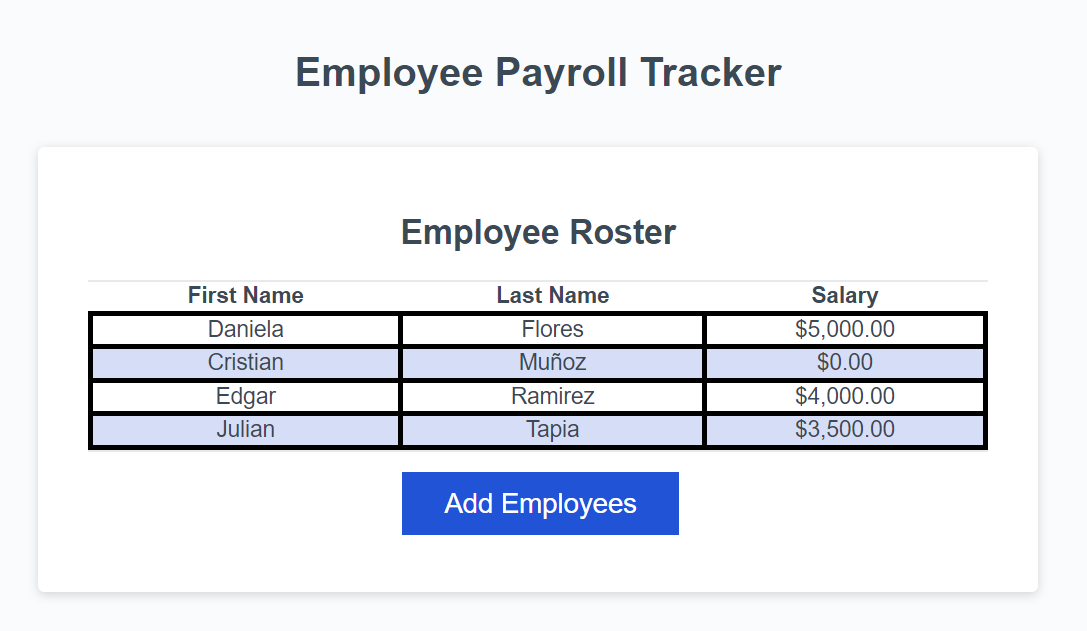 Employee Payroll Tracker
Employee Roster
First Name Last Name Salary
Daniela Flores $5,000.00
Cristian Muñoz $0.00
Edgar Ramirez $4,000.00
Julian Tapia $3,500.00
Add Employees